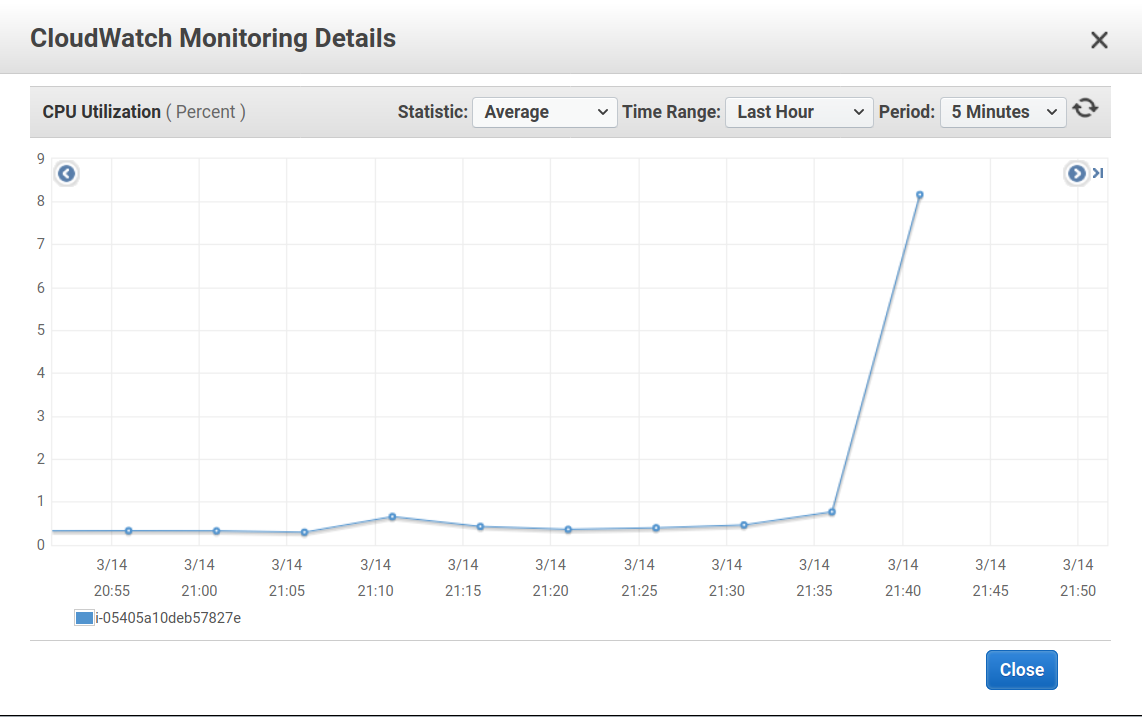 CloudWatch Monitoring Details
CPU Utilization ( Percent ) Statistic: Average Time Range: Last Hour Period: 5 Minutes
9
8
7
6
5
4
3
2
1
0
3/14 3/14 3/14 3/14 3/14 3/14 3/14 3/14 3/14 3/14 3/14 3/14
20:55 21:00 21:05 21:10 21:15 21:20 21:25 21:30 21:35 21:40 21:45 21:50
i-05405a10deb57827e
Close